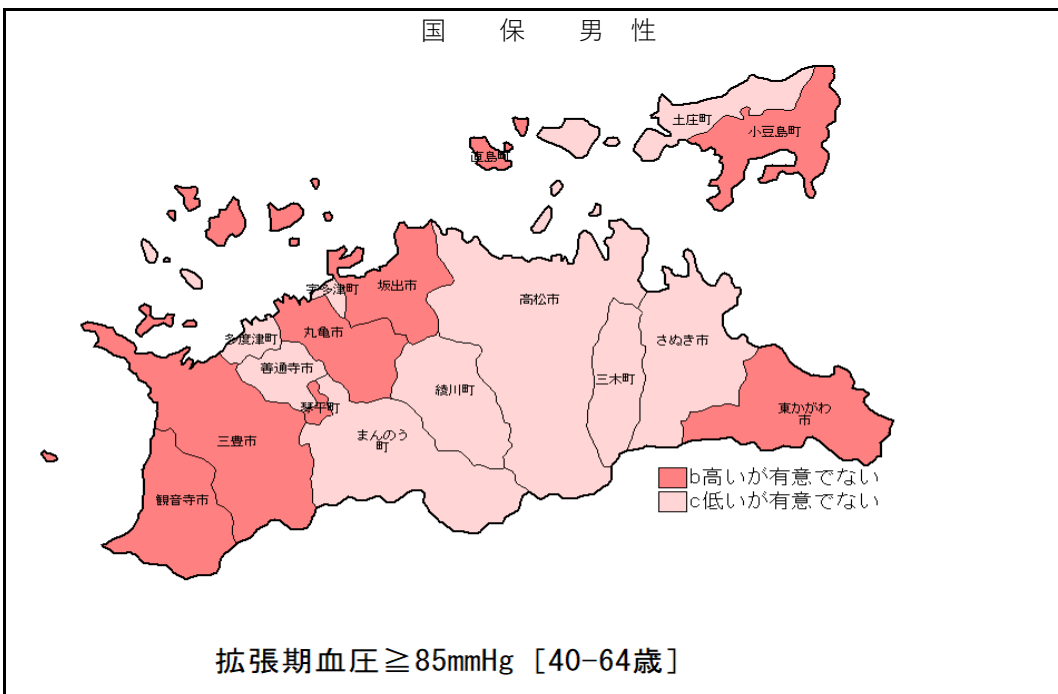 国 保 男 性
土庄町
小豆島町
直島町
坂出市
宇多津町
高松市
丸亀市
多度津町
さぬき市
善通寺市
三木町
綾川町
琴平町
東かがわ
市
まんのう
町
三豊市
観音寺市
b高いが有意でない
c低いが有意でない
拡張期血圧≧85mmHg [40-64歳]